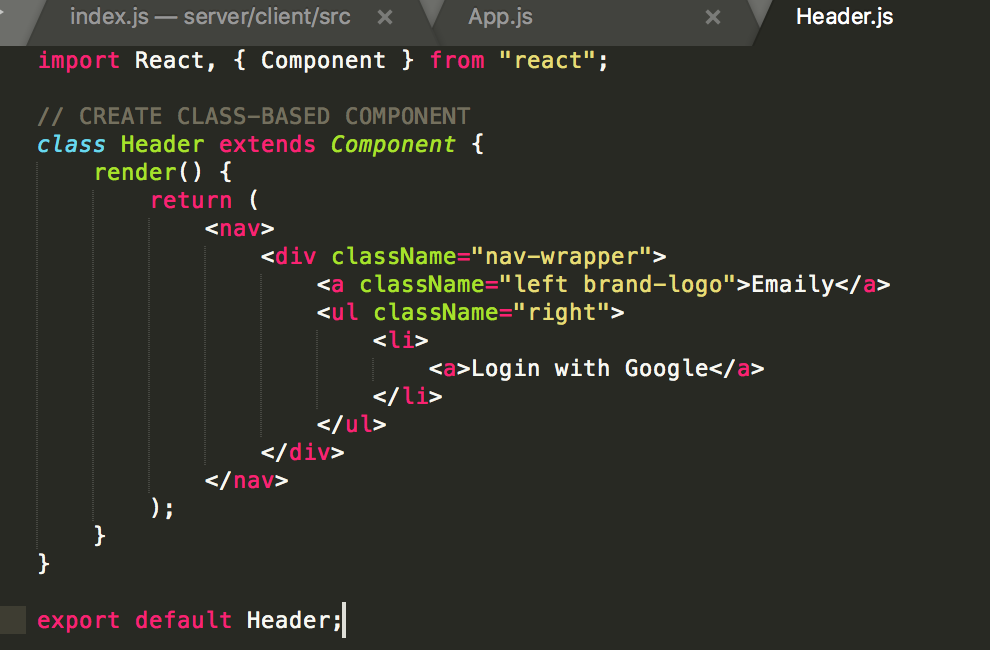 index.js — server/client/src
App.js
Header.js
import React, { Component } from "react";
// CREATE CLASS-BASED COMPONENT
class Header extends Component {
render() {
return (
<nav>
<div className="nav-wrapper">
<a className="left brand-logo">Emaily</a>
<ul className="right">
<li>
<a>Login with Google</a>
</li>
</ul>
</div>
</nav>
);
}
}
export default Header;